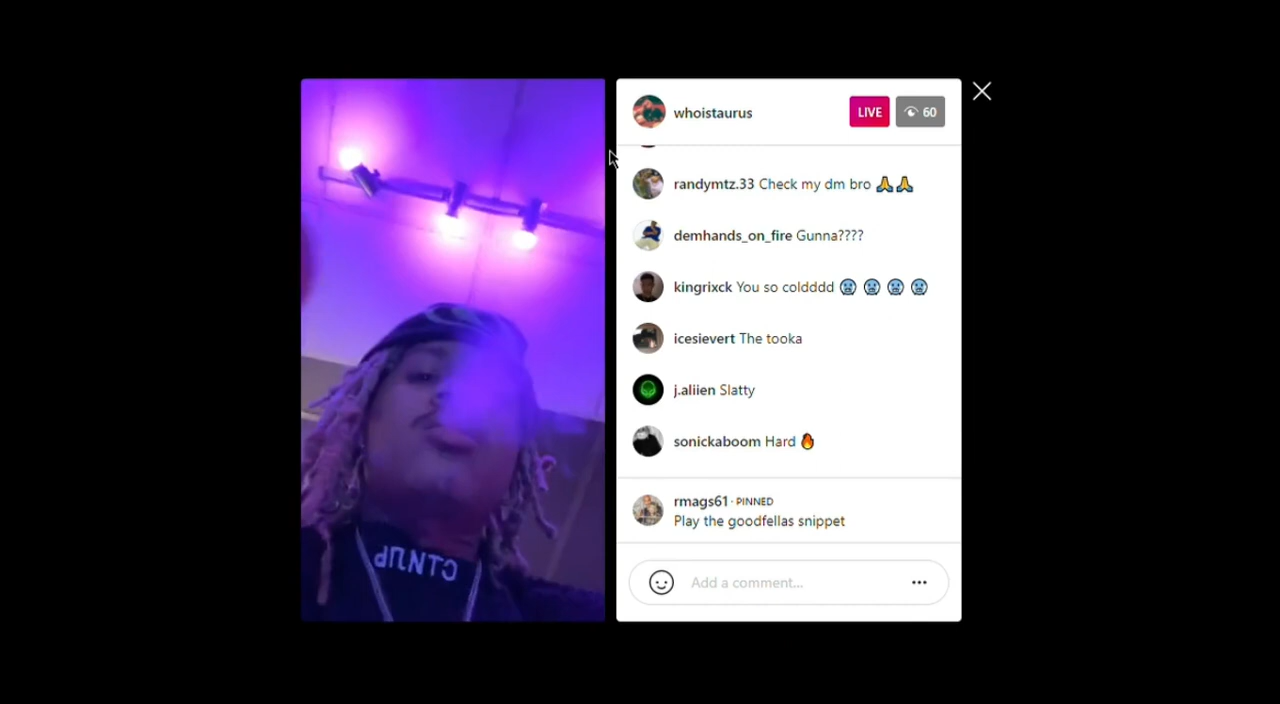 whoistaurus LIVE 60
randymtz.33 Check my dm bro 🙏🙏
demhands_on_fire Gunna????
kingrixck You so coldddd 🥶 🥶 🥶 🥶
icesievert The tooka
j.aliien Slatty
sonickaboom Hard 🔥
rmags61 · PINNED
Play the goodfellas snippet
Add a comment...